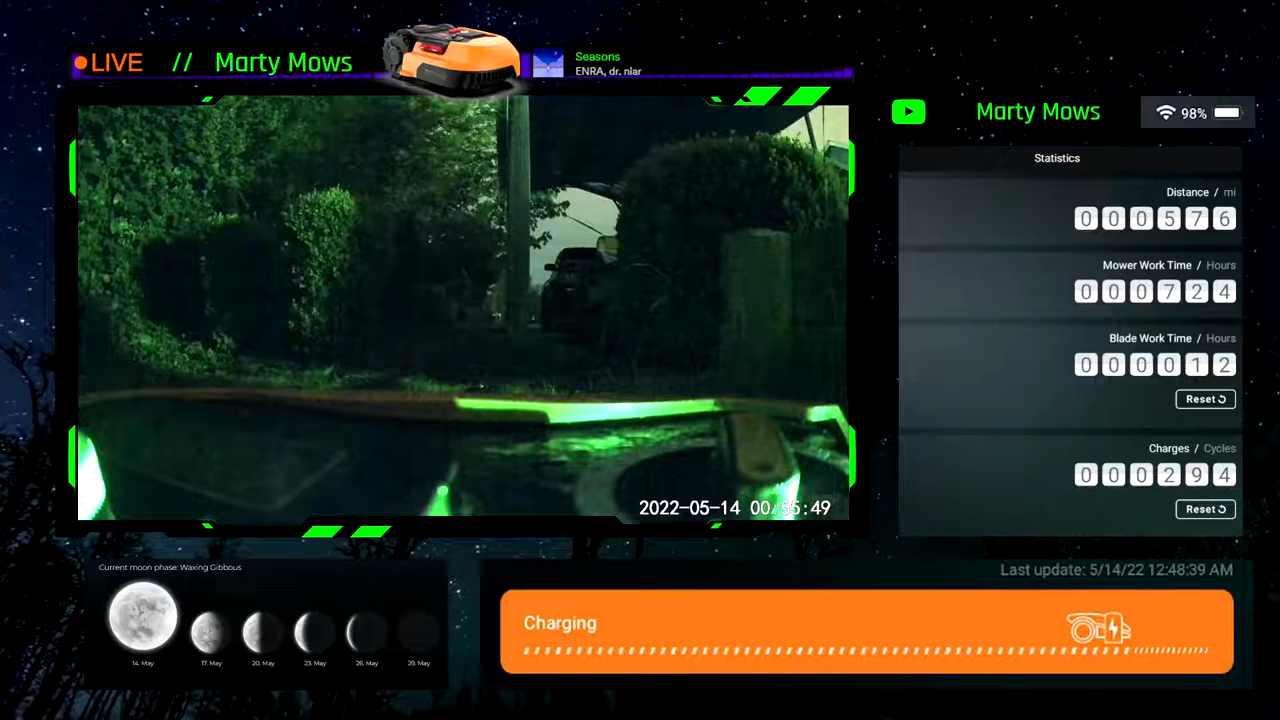 LIVE // Marty Mows
Seasons
ENRA, dr. niar
Marty Mows
98%
Statistics
Distance / mi
000576
Mower Work Time / Hours
000724
Blade Work Time / Hours
000012
Reset
Charges / Cycles
000294
Reset
2022-05-14 00:55:49
Current moon phase: Waxing Gibbous
14. May 17. May 20. May 23. May 26. May 29. May
Last update: 5/14/22 12:48:39 AM
Charging